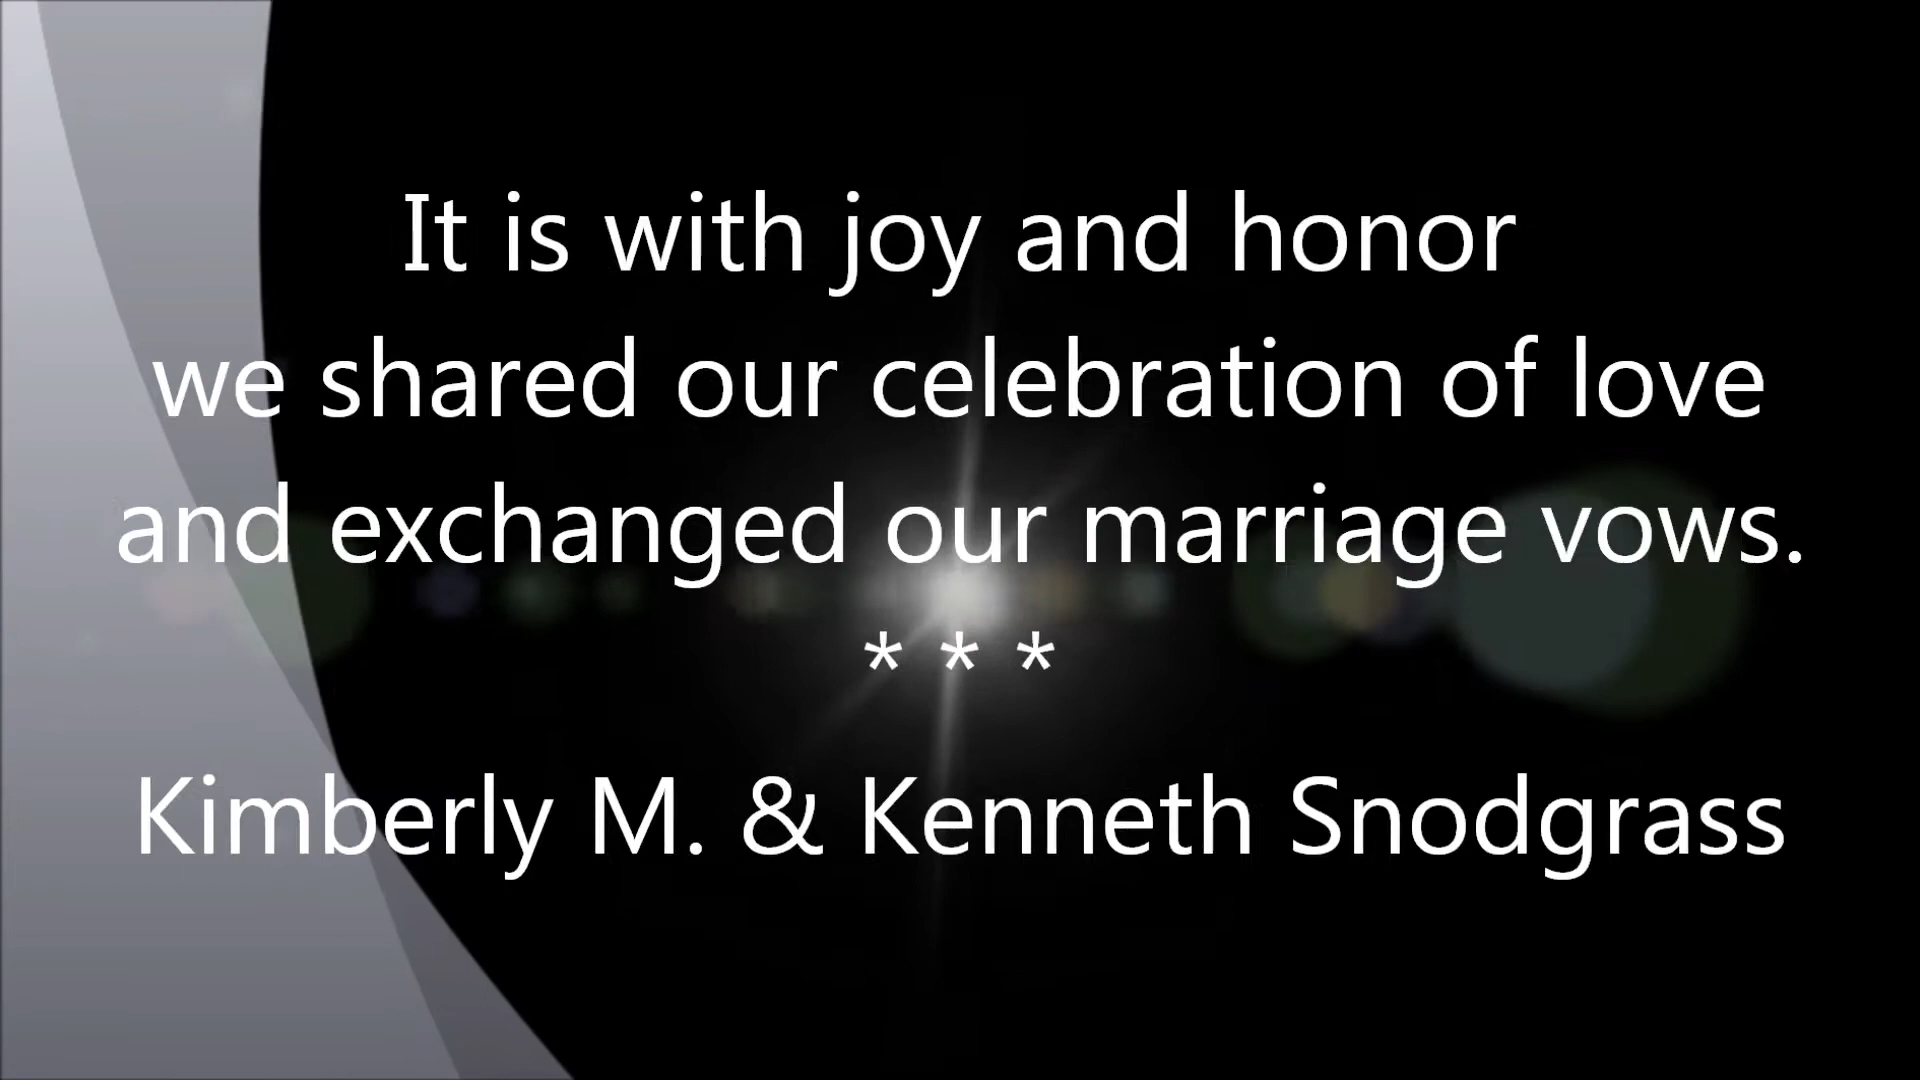 It is with joy and honor
we shared our celebration of love
and exchanged our marriage vows.
* * *
Kimberly M. & Kenneth Snodgrass